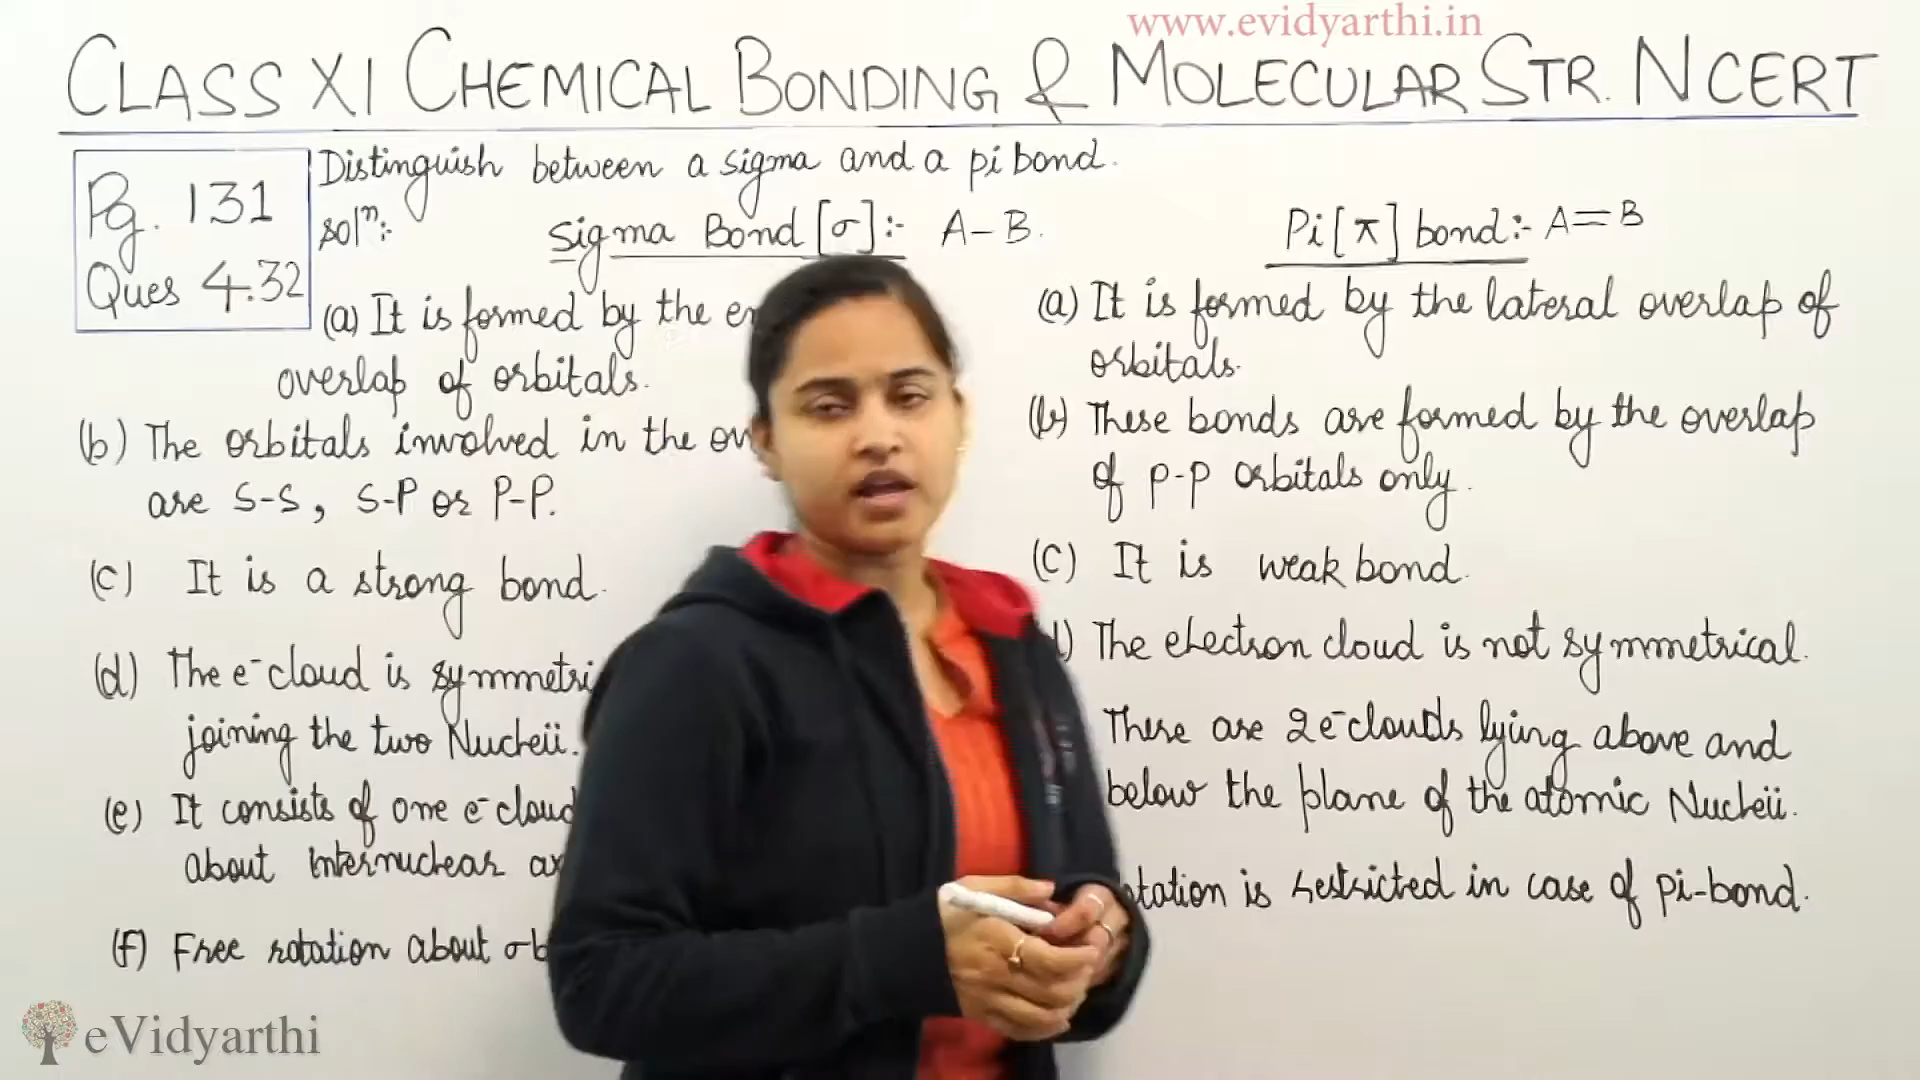 www.evidyarthi.in
CLASS XI CHEMICAL BONDING & MOLECULAR STR. NCERT
Pg. 131
Ques 4.32
Distinguish between a sigma and a pi bond.
Solⁿ:
Sigma Bond [σ]:- A-B.
(a) It is formed by the
overlap of orbitals.
(b) The orbitals involved in the
are S-S, S-P or P-P.
(c) It is a strong bond.
(d) The e⁻cloud is
joining the two Nucleii.
(e) It consists of one e⁻cloud
about internuclear
(f) Free rotation about
Pi [π] bond:- A=B
(a) It is formed by the lateral overlap of
orbitals.
(b) These bonds are formed by the overlap
of P-P orbitals only.
(c) It is weak bond.
The electron cloud is not symmetrical.
There are 2e⁻clouds lying above and
below the plane of the atomic Nucleii.
is restricted in case of pi-bond.
eVidyarthi